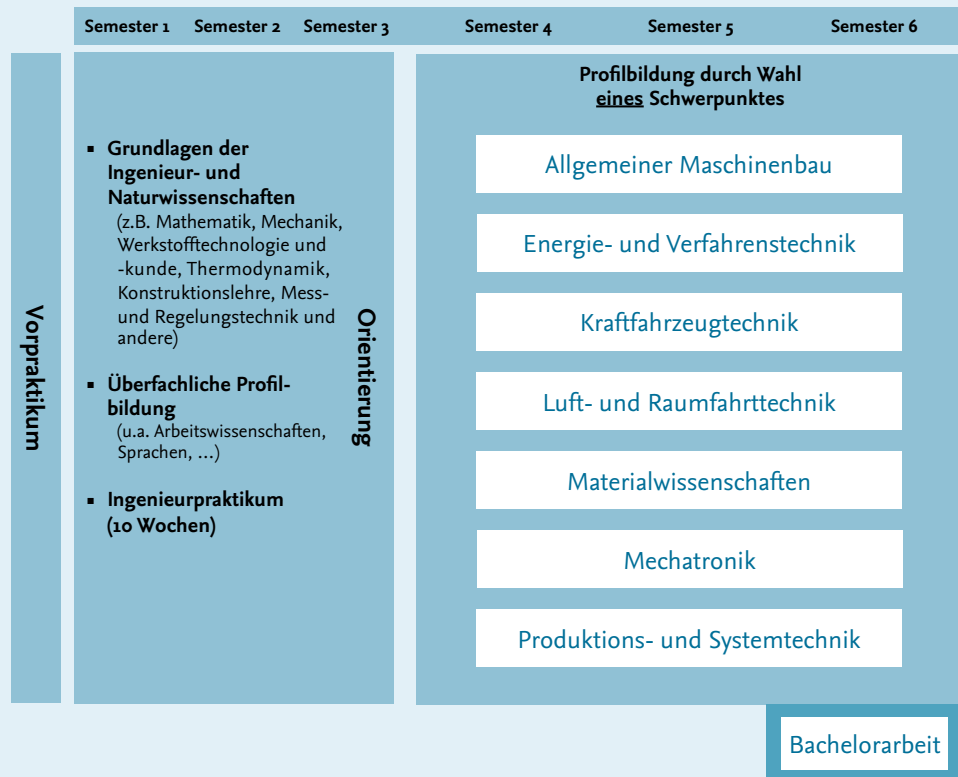 Semester 1 Semester 2 Semester 3 Semester 4 Semester 5 Semester 6
Vorpraktikum
▪ Grundlagen der
Ingenieur- und
Naturwissenschaften
(z.B. Mathematik, Mechanik,
Werkstofftechnologie und
-kunde, Thermodynamik,
Konstruktionslehre, Mess-
und Regelungstechnik und
andere)
▪ Überfachliche Profil-
bildung
(u.a. Arbeitswissenschaften,
Sprachen, ...)
▪ Ingenieurpraktikum
(10 Wochen)
Orientierung
Profilbildung durch Wahl
eines Schwerpunktes
Allgemeiner Maschinenbau
Energie- und Verfahrenstechnik
Kraftfahrzeugtechnik
Luft- und Raumfahrttechnik
Materialwissenschaften
Mechatronik
Produktions- und Systemtechnik
Bachelorarbeit